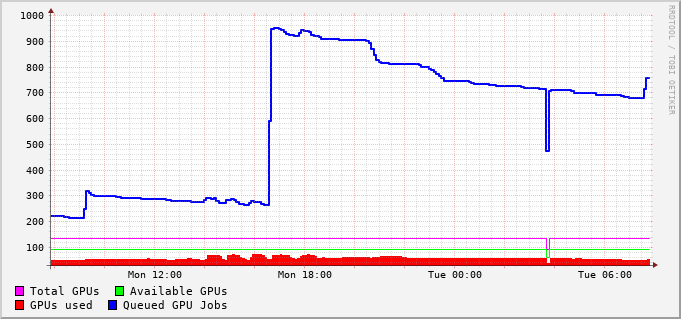 1000
900
800
700
600
500
400
300
200
100
Mon 12:00 Mon 18:00 Tue 00:00 Tue 06:00
Total GPUs Available GPUs
GPUs used Queued GPU Jobs
RRDTOOL / TOBI OETIKER